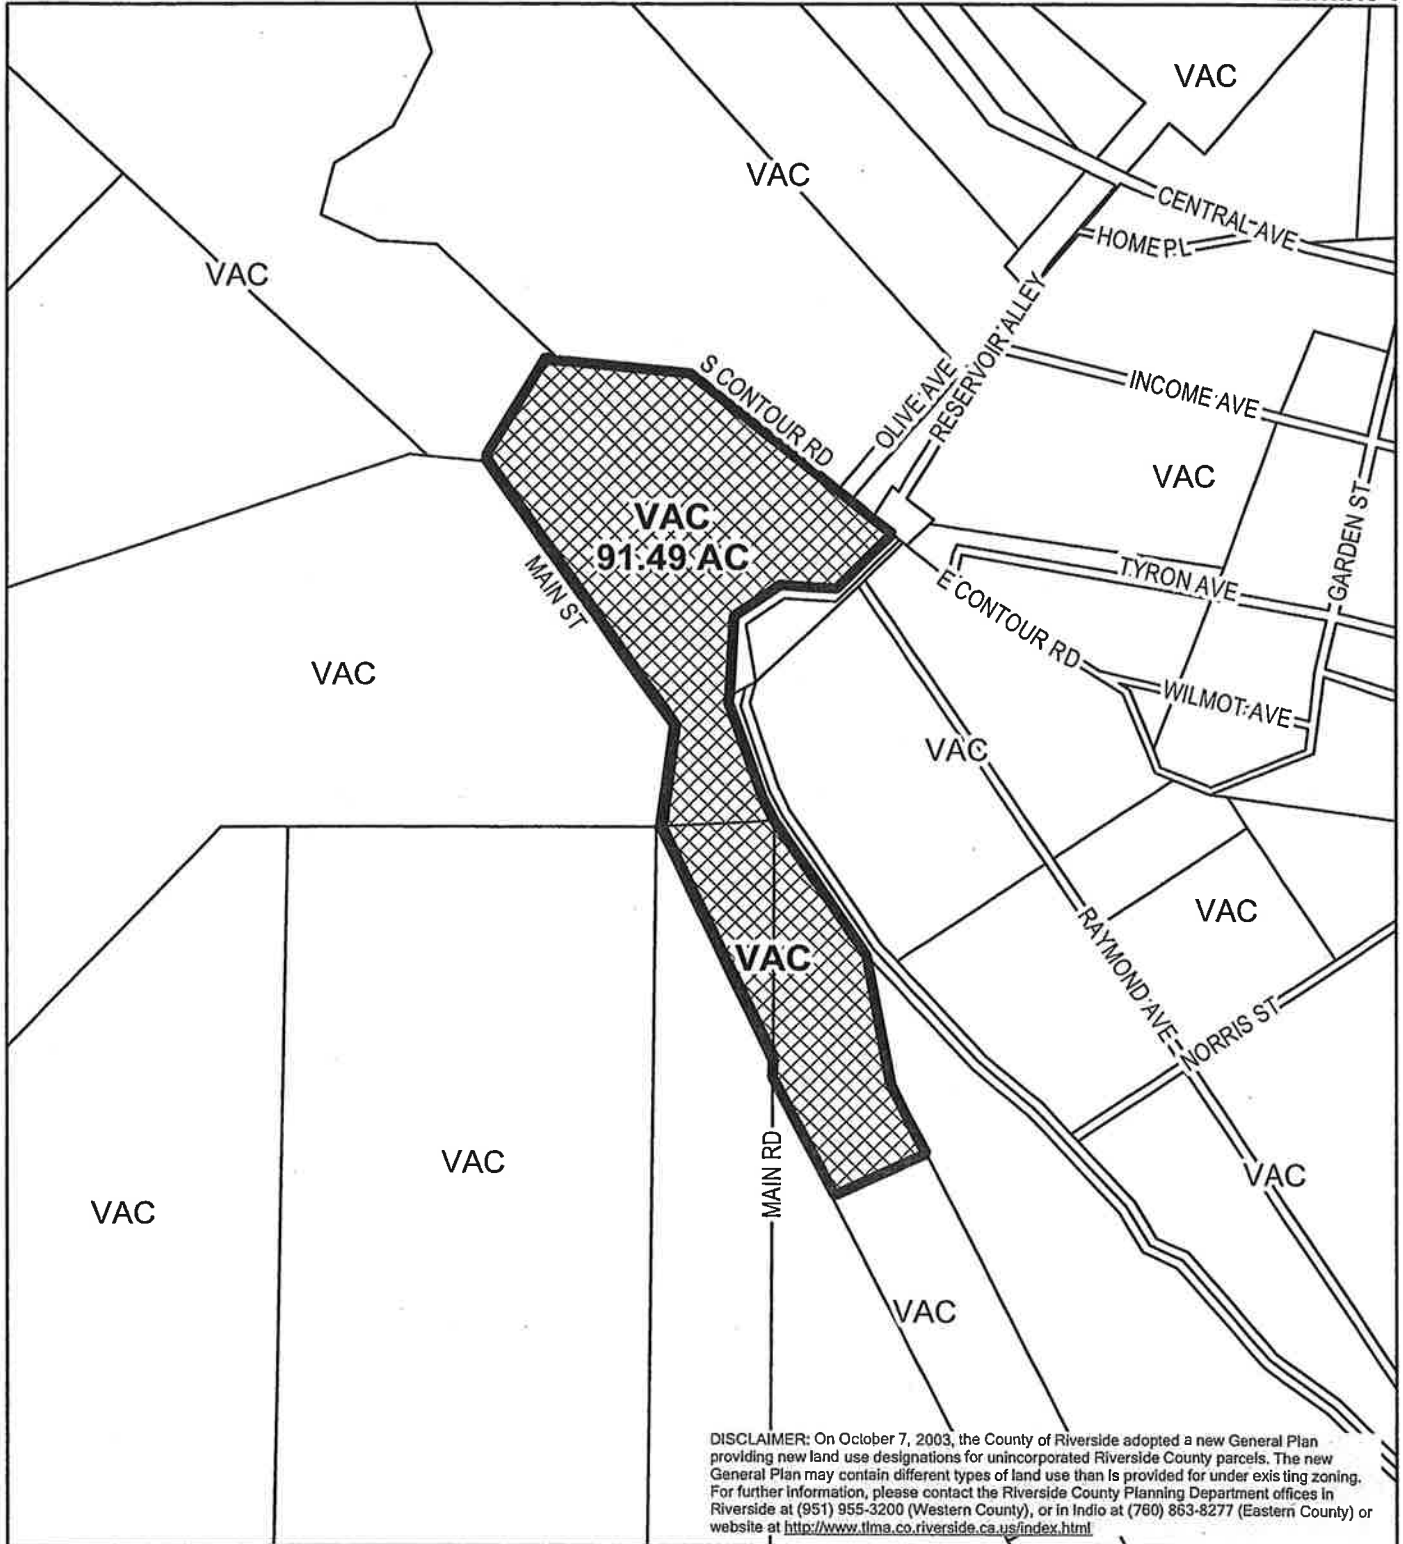 VAC
VAC
CENTRAL AVE
HOME PL
VAC
RESERVOIR ALLEY
S CONTOUR RD
OLIVE AVE
INCOME AVE
VAC
VAC
91.49 AC
GARDEN ST
MAIN ST
TYRON AVE
E CONTOUR RD
VAC
WILMOT AVE
VAC
VAC
RAYMOND AVE
VAC
NORRIS ST
VAC
MAIN RD
VAC
VAC
VAC
DISCLAIMER: On October 7, 2003, the County of Riverside adopted a new General Plan
providing new land use designations for unincorporated Riverside County parcels. The new
General Plan may contain different types of land use than is provided for under existing zoning.
For further information, please contact the Riverside County Planning Department offices in
Riverside at (951) 955-3200 (Western County), or in Indio at (760) 863-8277 (Eastern County) or
website at http://www.tlma.co.riverside.ca.us/index.html